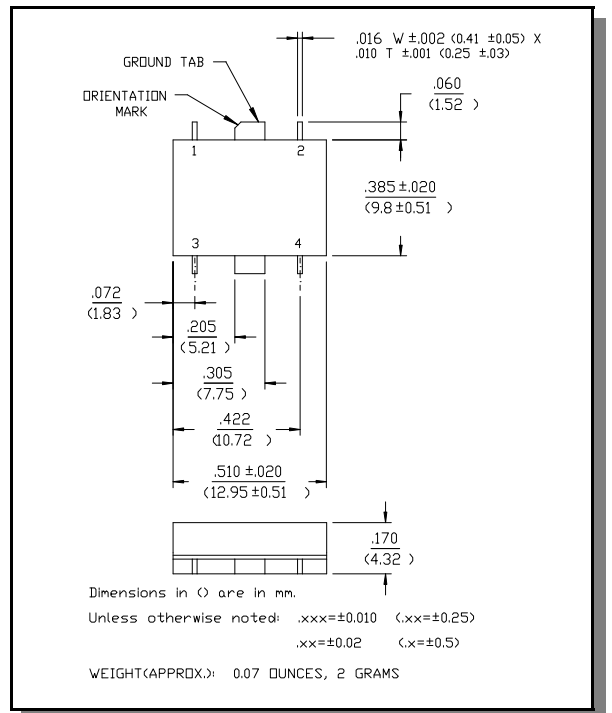 .016 W ±.002 (0.41 ±0.05) X
.010 T ±.001 (0.25 ±.03)
GROUND TAB
ORIENTATION
MARK
.060
(1.52 )
1
2
.385±.020
(9.8 ±0.51 )
3
4
.072
(1.83 )
.205
(5.21 )
.305
(7.75 )
.422
(10.72 )
.510 ±.020
(12.95 ±0.51 )
.170
(4.32 )
Dimensions in () are in mm.
Unless otherwise noted: .xxx=±0.010 (.xx=±0.25)
.xx=±0.02 (.x=±0.5)
WEIGHT(APPROX.): 0.07 OUNCES, 2 GRAMS